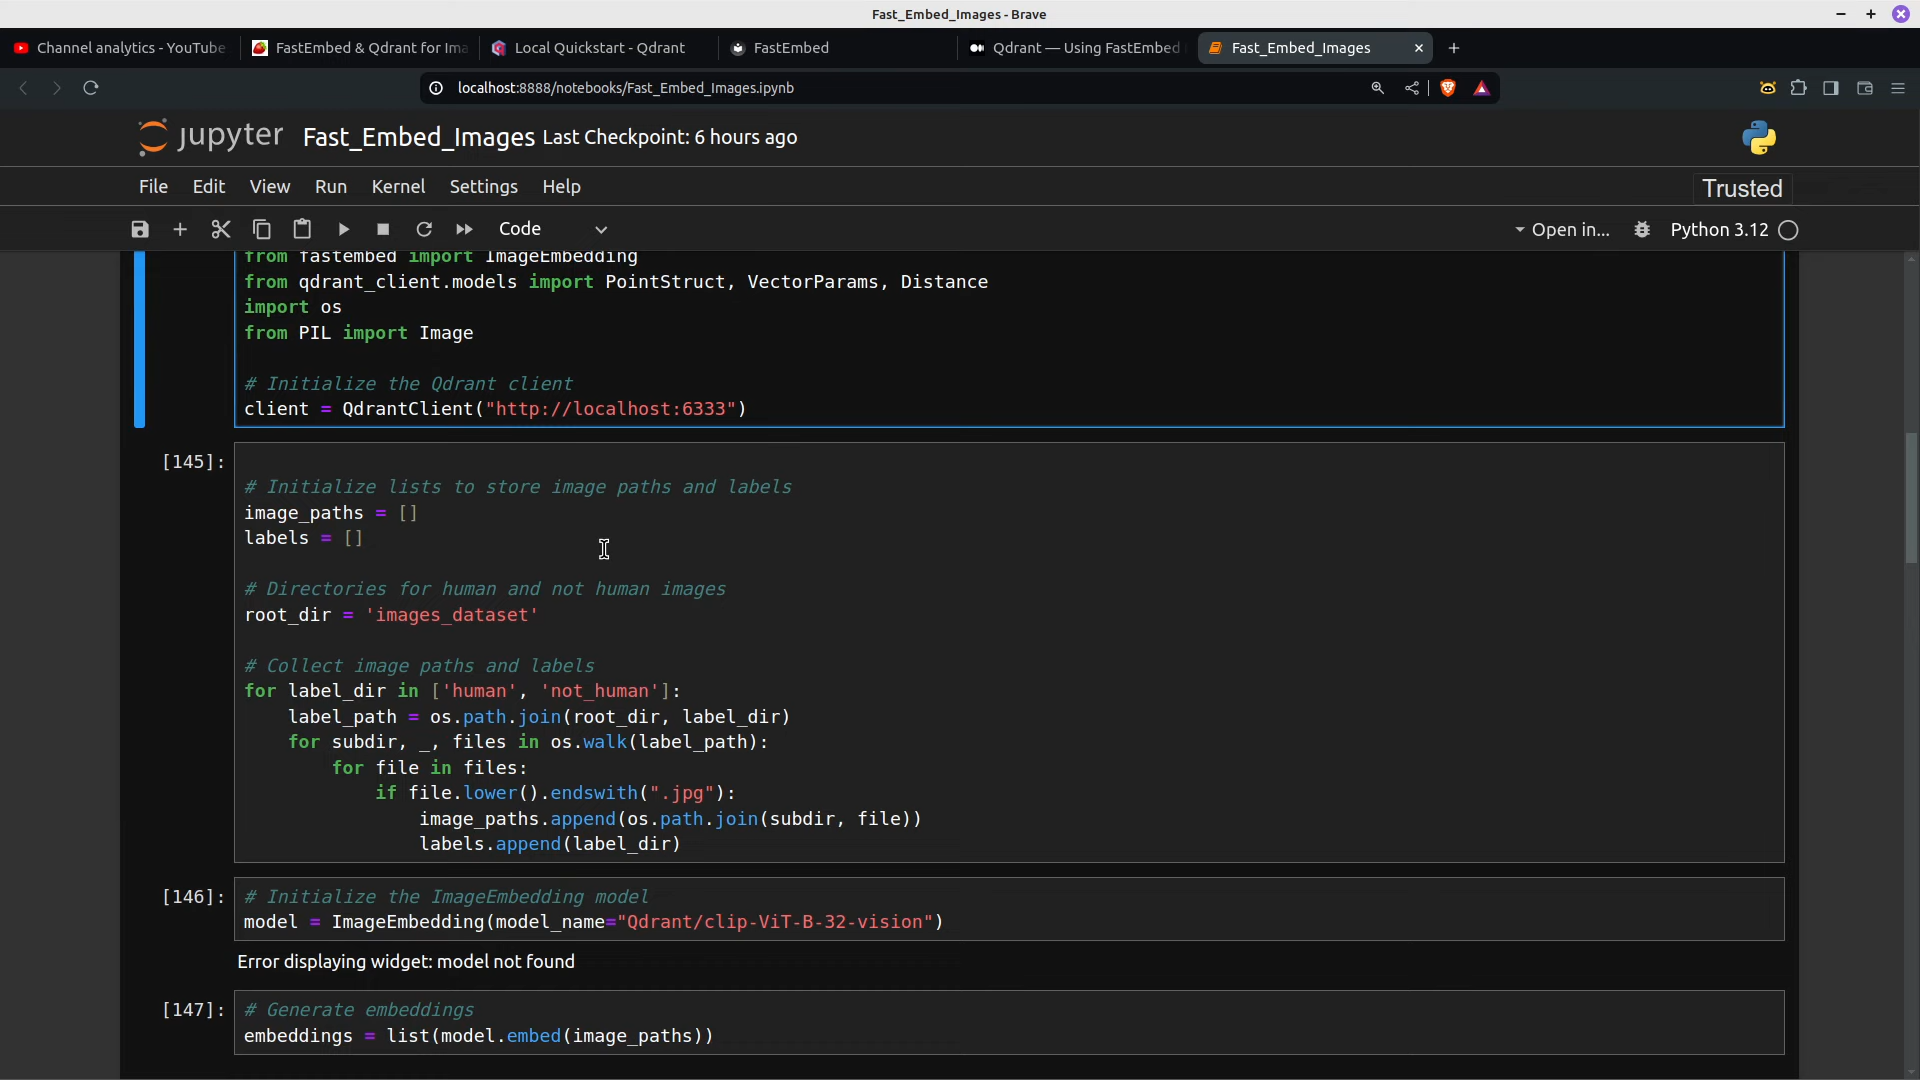 Fast_Embed_Images - Brave
Channel analytics - YouTube
FastEmbed & Qdrant for Ima
Local Quickstart - Qdrant
FastEmbed
Qdrant — Using FastEmbed
Fast_Embed_Images
localhost:8888/notebooks/Fast_Embed_Images.ipynb
jupyter Fast_Embed_Images Last Checkpoint: 6 hours ago
File Edit View Run Kernel Settings Help
Trusted
Code
Open in...
Python 3.12
from fastembed import ImageEmbedding
from qdrant_client.models import PointStruct, VectorParams, Distance
import os
from PIL import Image
# Initialize the Qdrant client
client = QdrantClient("http://localhost:6333")
[145]:
# Initialize lists to store image paths and labels
image_paths = []
labels = []
# Directories for human and not human images
root_dir = 'images_dataset'
# Collect image paths and labels
for label_dir in ['human', 'not_human']:
    label_path = os.path.join(root_dir, label_dir)
    for subdir, _, files in os.walk(label_path):
        for file in files:
            if file.lower().endswith(".jpg"):
                image_paths.append(os.path.join(subdir, file))
                labels.append(label_dir)
[146]:
# Initialize the ImageEmbedding model
model = ImageEmbedding(model_name="Qdrant/clip-ViT-B-32-vision")
Error displaying widget: model not found
[147]:
# Generate embeddings
embeddings = list(model.embed(image_paths))